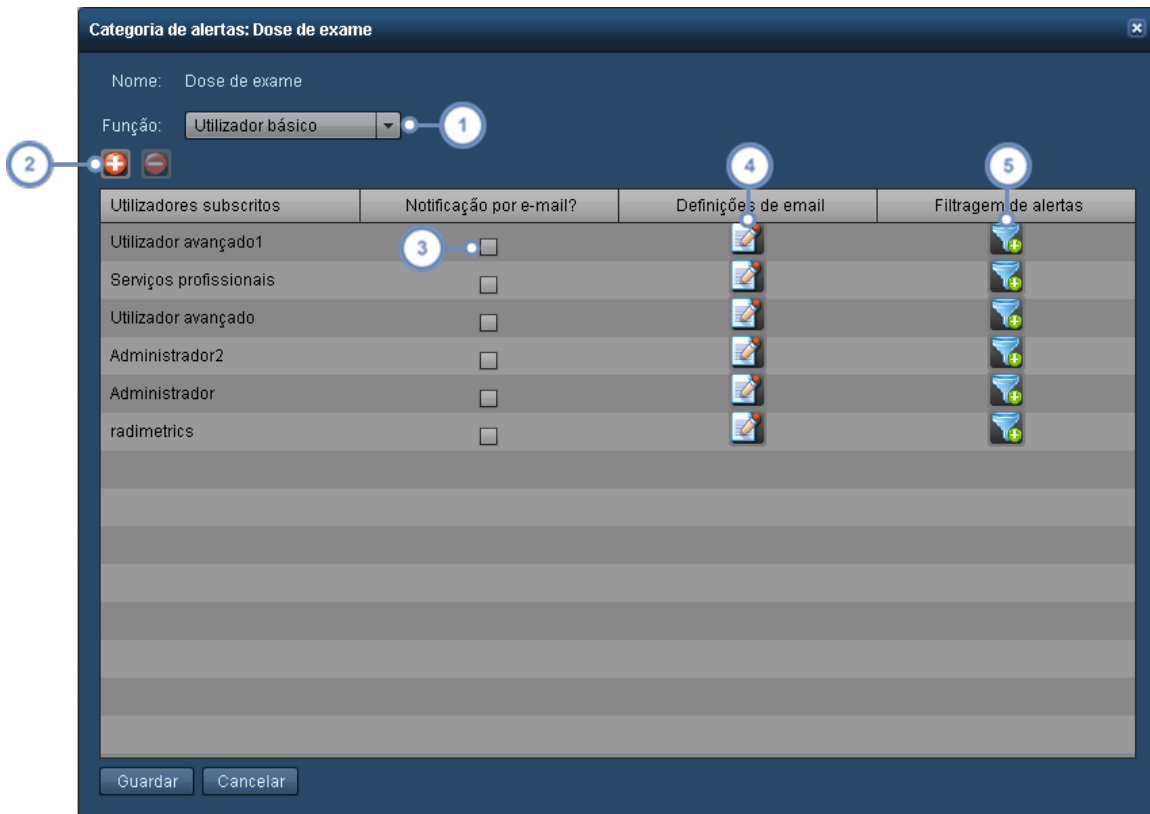 Categoria de alertas: Dose de exame
Nome: Dose de exame
Função: Utilizador básico
1
2
4
5
Utilizadores subscritos Notificação por e-mail? Definições de email Filtragem de alertas
Utilizador avançado1
3
Serviços profissionais
Utilizador avançado
Administrador2
Administrador
radimetrics
Guardar Cancelar